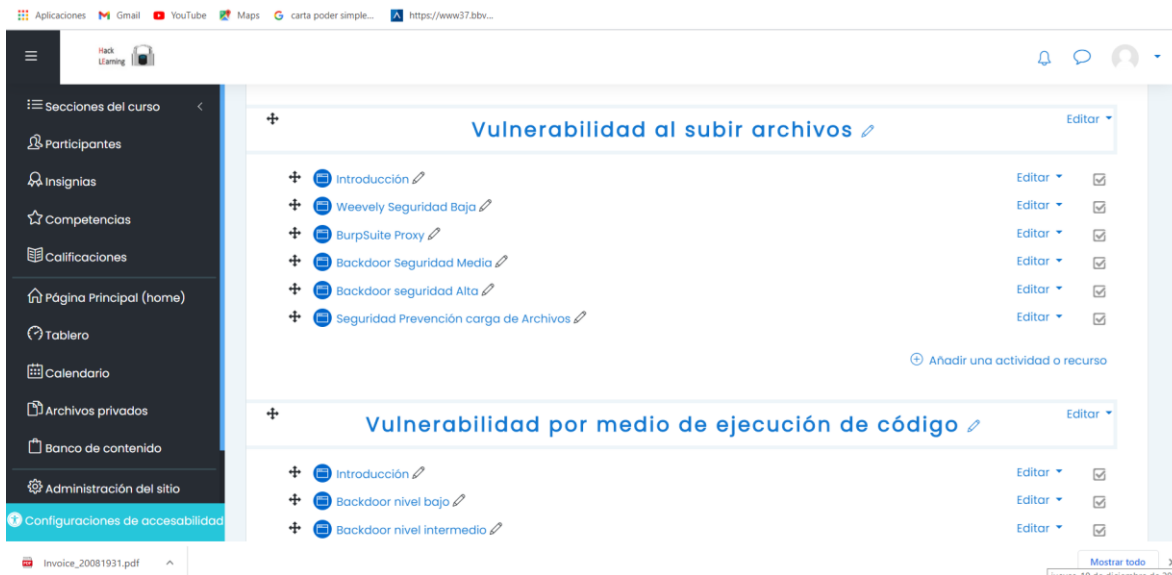 Aplicaciones Gmail YouTube Maps carta poder simple... https://www37.bbv...
Hack
LEarning
Secciones del curso
Participantes
Insignias
Competencias
Calificaciones
Página Principal (home)
Tablero
Calendario
Archivos privados
Banco de contenido
Administración del sitio
Configuraciones de accesabilidad
Vulnerabilidad al subir archivos Editar
Introducción Editar
Weevely Seguridad Baja Editar
BurpSuite Proxy Editar
Backdoor Seguridad Media Editar
Backdoor seguridad Alta Editar
Seguridad Prevención carga de Archivos Editar
Añadir una actividad o recurso
Vulnerabilidad por medio de ejecución de código Editar
Introducción Editar
Backdoor nivel bajo Editar
Backdoor nivel intermedio Editar
Invoice_20081931.pdf Mostrar todo